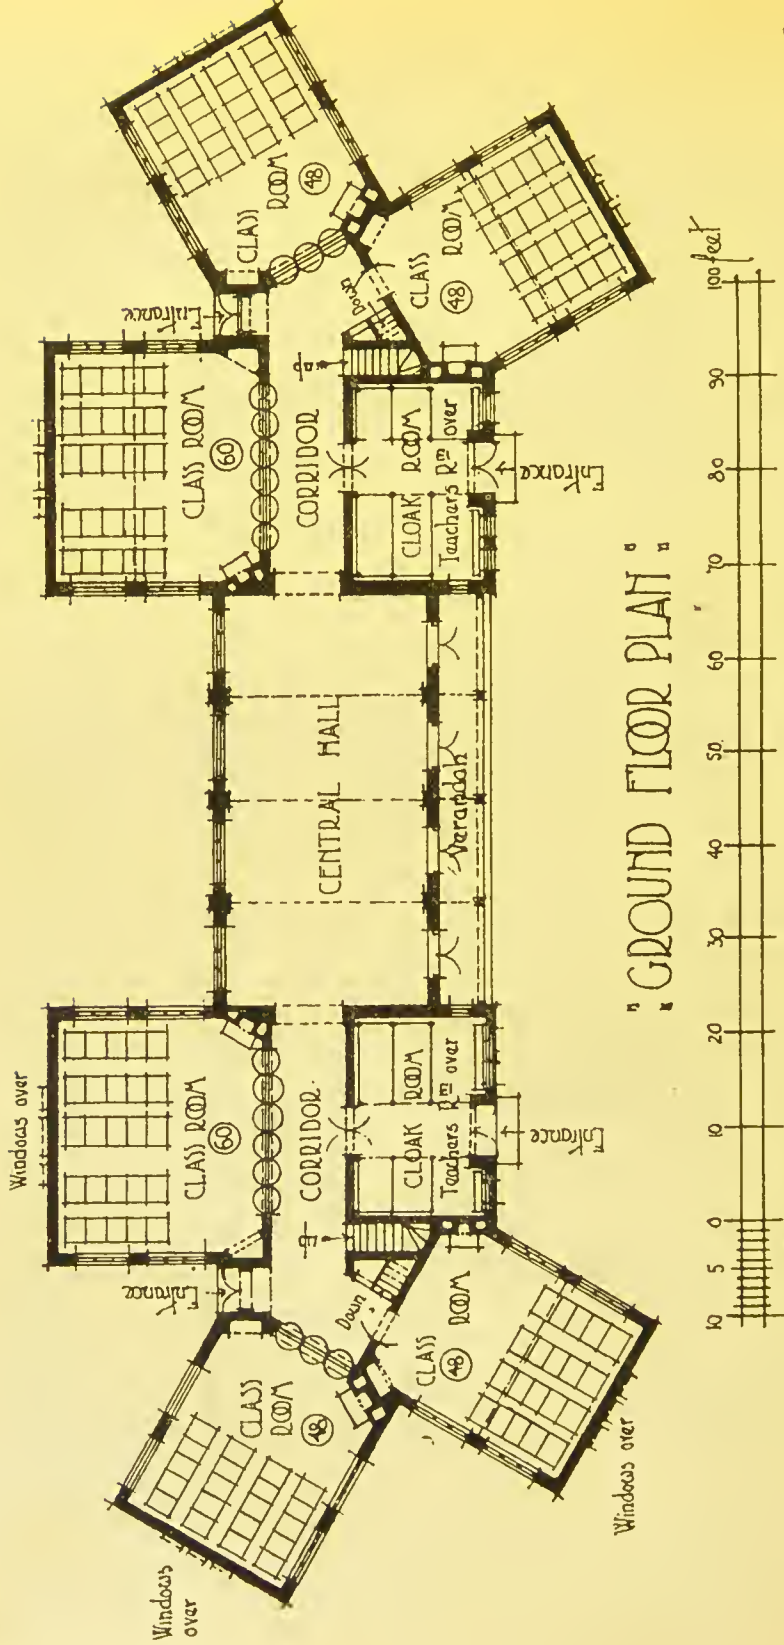 Windows over
Windows
over
CLASS ROOM
60
CLASS ROOM
60
Entrance
Entrance
CLASS
ROOM
48
CLASS
ROOM
48
CORRIDOR
CORRIDOR
CENTRAL HALL
Up
up
Down
Down
CLASS ROOM
48
CLASS ROOM
48
CLOAK ROOM
Teachers Rm over
CLOAK ROOM
Teachers Rm over
Verandah
Entrance
Entrance
Windows over
"GROUND FLOOR PLAN"
10 5 0 10 20 30 40 50 60 70 80 90 100 feet